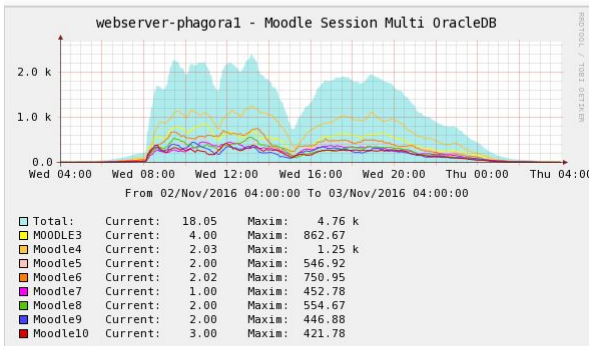 webserver-phagora1 - Moodle Session Multi OracleDB
RRDTOOL / TOBI OETIKER
2.0 k
1.0 k
0.0
Wed 04:00 Wed 08:00 Wed 12:00 Wed 16:00 Wed 20:00 Thu 00:00 Thu 04:00
From 02/Nov/2016 04:00:00 To 03/Nov/2016 04:00:00
Total: Current: 18.05 Maxim: 4.76 k
MOODLE3 Current: 4.00 Maxim: 862.67
Moodle4 Current: 2.03 Maxim: 1.25 k
Moodle5 Current: 2.00 Maxim: 546.92
Moodle6 Current: 2.02 Maxim: 750.95
Moodle7 Current: 1.00 Maxim: 452.78
Moodle8 Current: 2.00 Maxim: 554.67
Moodle9 Current: 2.00 Maxim: 446.88
Moodle10 Current: 3.00 Maxim: 421.78